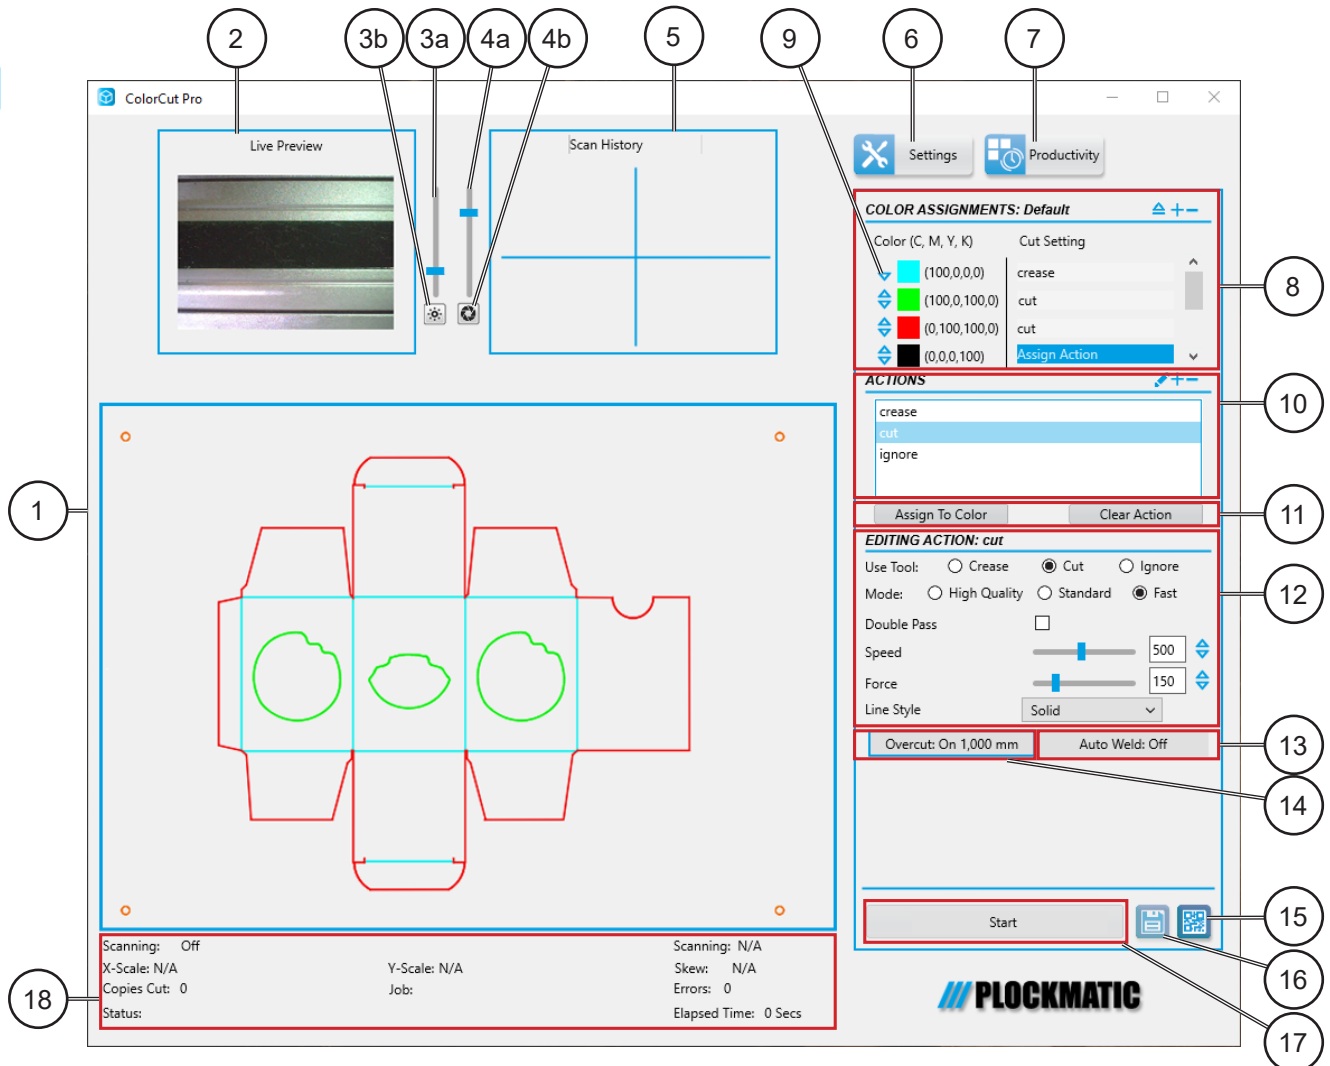 2 3b 3a 4a 4b 5 9 6 7
ColorCut Pro
Live Preview
Scan History
Settings
Productivity
COLOR ASSIGNMENTS: Default
Color (C, M, Y, K) Cut Setting
(100,0,0,0) crease
(100,0,100,0) cut
(0,100,100,0) cut
(0,0,0,100) Assign Action
8
ACTIONS
crease
cut
ignore
10
Assign To Color Clear Action
11
EDITING ACTION: cut
Use Tool: Crease Cut Ignore
Mode: High Quality Standard Fast
Double Pass
Speed 500
Force 150
Line Style Solid
12
Overcut: On 1,000 mm Auto Weld: Off
13
14
1
Start
15
16
17
Scanning: Off Scanning: N/A
X-Scale: N/A Y-Scale: N/A Skew: N/A
Copies Cut: 0 Job: Errors: 0
Status: Elapsed Time: 0 Secs
18
PLOCKMATIC